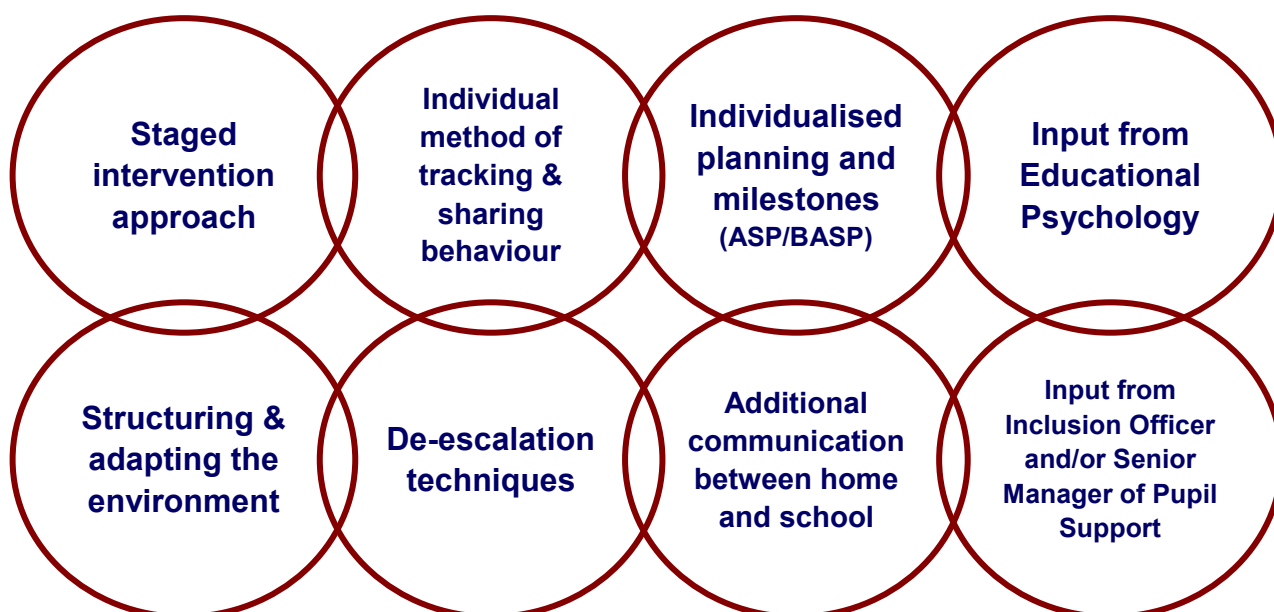 Staged
intervention
approach
Individual
method of
tracking &
sharing
behaviour
Individualised
planning and
milestones
(ASP/BASP)
Input from
Educational
Psychology
Structuring &
adapting the
environment
De-escalation
techniques
Additional
communication
between home
and school
Input from
Inclusion Officer
and/or Senior
Manager of Pupil
Support